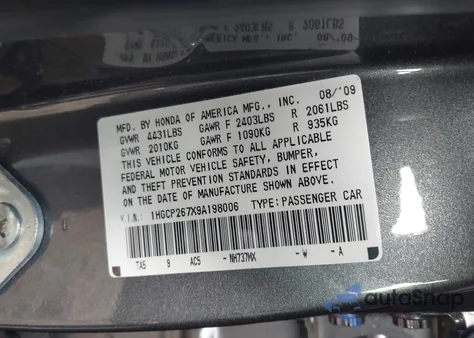 MFD. BY HONDA OF AMERICA MFG., INC. 08/'09
GVWR 4431LBS GAWR F 2403LBS R 2061LBS
GVWR 2010KG GAWR F 1090KG R 935KG
THIS VEHICLE CONFORMS TO ALL APPLICABLE
FEDERAL MOTOR VEHICLE SAFETY, BUMPER,
AND THEFT PREVENTION STANDARDS IN EFFECT
ON THE DATE OF MANUFACTURE SHOWN ABOVE.
V.I.N.: 1HGCP267X9A198006 TYPE: PASSENGER CAR
TA5 9 AC5 -NH737MX -W -A
autoSnap